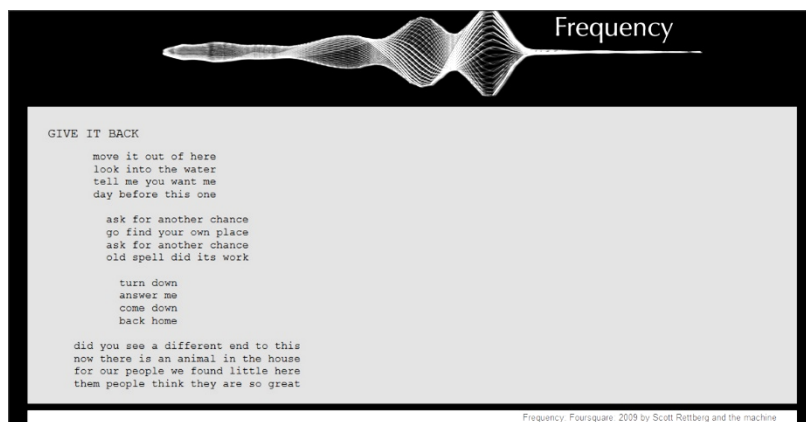 Frequency
GIVE IT BACK
move it out of here
look into the water
tell me you want me
day before this one
ask for another chance
go find your own place
ask for another chance
old spell did its work
turn down
answer me
come down
back home
did you see a different end to this
now there is an animal in the house
for our people we found little here
them people think they are so great
Frequency. Foursquare. 2009 by Scott Rettberg and the machine